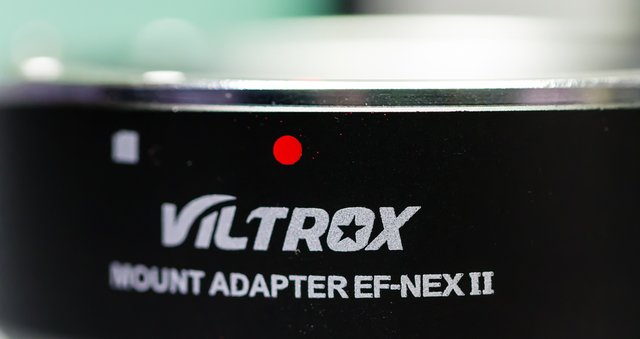 VILTROX
MOUNT ADAPTER EF-NEX II